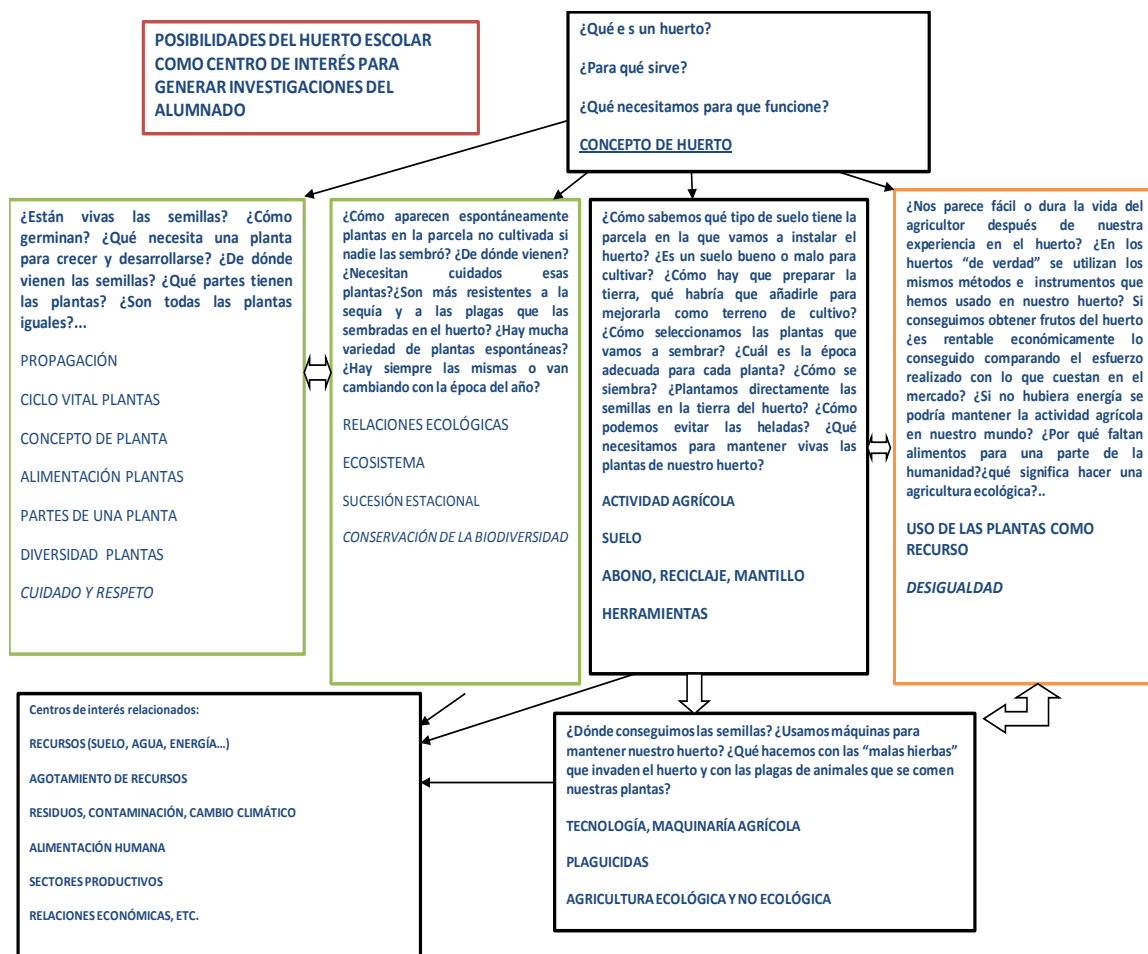 POSIBILIDADES DEL HUERTO ESCOLAR
COMO CENTRO DE INTERÉS PARA
GENERAR INVESTIGACIONES DEL
ALUMNADO
¿Qué e s un huerto?
¿Para qué sirve?
¿Qué necesitamos para que funcione?
CONCEPTO DE HUERTO
¿Están vivas las semillas? ¿Cómo
germinan? ¿Qué necesita una planta
para crecer y desarrollarse? ¿De dónde
vienen las semillas? ¿Qué partes tienen
las plantas? ¿Son todas las plantas
iguales?...
PROPAGACIÓN
CICLO VITAL PLANTAS
CONCEPTO DE PLANTA
ALIMENTACIÓN PLANTAS
PARTES DE UNA PLANTA
DIVERSIDAD PLANTAS
CUIDADO Y RESPETO
¿Cómo aparecen espontáneamente
plantas en la parcela no cultivada si
nadie las sembró? ¿De dónde vienen?
¿Necesitan cuidados esas
plantas?¿Son más resistentes a la
sequía y a las plagas que las
sembradas en el huerto? ¿Hay mucha
variedad de plantas espontáneas?
¿Hay siempre las mismas o van
cambiando con la época del año?
RELACIONES ECOLÓGICAS
ECOSISTEMA
SUCESIÓN ESTACIONAL
CONSERVACIÓN DE LA BIODIVERSIDAD
¿Cómo sabemos qué tipo de suelo tiene la
parcela en la que vamos a instalar el
huerto? ¿Es un suelo bueno o malo para
cultivar? ¿Cómo hay que preparar la
tierra, qué habría que añadirle para
mejorarla como terreno de cultivo?
¿Cómo seleccionamos las plantas que
vamos a sembrar? ¿Cuál es la época
adecuada para cada planta? ¿Cómo se
siembra? ¿Plantamos directamente las
semillas en la tierra del huerto? ¿Cómo
podemos evitar las heladas? ¿Qué
necesitamos para mantener vivas las
plantas de nuestro huerto?
ACTIVIDAD AGRÍCOLA
SUELO
ABONO, RECICLAJE, MANTILLO
HERRAMIENTAS
¿Nos parece fácil o dura la vida del
agricultor después de nuestra
experiencia en el huerto? ¿En los
huertos “de verdad” se utilizan los
mismos métodos e instrumentos que
hemos usado en nuestro huerto? Si
conseguimos obtener frutos del huerto
¿es rentable económicamente lo
conseguido comparando el esfuerzo
realizado con lo que cuestan en el
mercado? ¿Si no hubiera energía se
podría mantener la actividad agrícola
en nuestro mundo? ¿Por qué faltan
alimentos para una parte de la
humanidad?¿qué significa hacer una
agricultura ecológica?..
USO DE LAS PLANTAS COMO
RECURSO
DESIGUALDAD
Centros de interés relacionados:
RECURSOS (SUELO, AGUA, ENERGÍA...)
AGOTAMIENTO DE RECURSOS
RESIDUOS, CONTAMINACIÓN, CAMBIO CLIMÁTICO
ALIMENTACIÓN HUMANA
SECTORES PRODUCTIVOS
RELACIONES ECONÓMICAS, ETC.
¿Dónde conseguimos las semillas? ¿Usamos máquinas para
mantener nuestro huerto? ¿Qué hacemos con las “malas hierbas”
que invaden el huerto y con las plagas de animales que se comen
nuestras plantas?
TECNOLOGÍA, MAQUINARÍA AGRÍCOLA
PLAGUICIDAS
AGRICULTURA ECOLÓGICA Y NO ECOLÓGICA